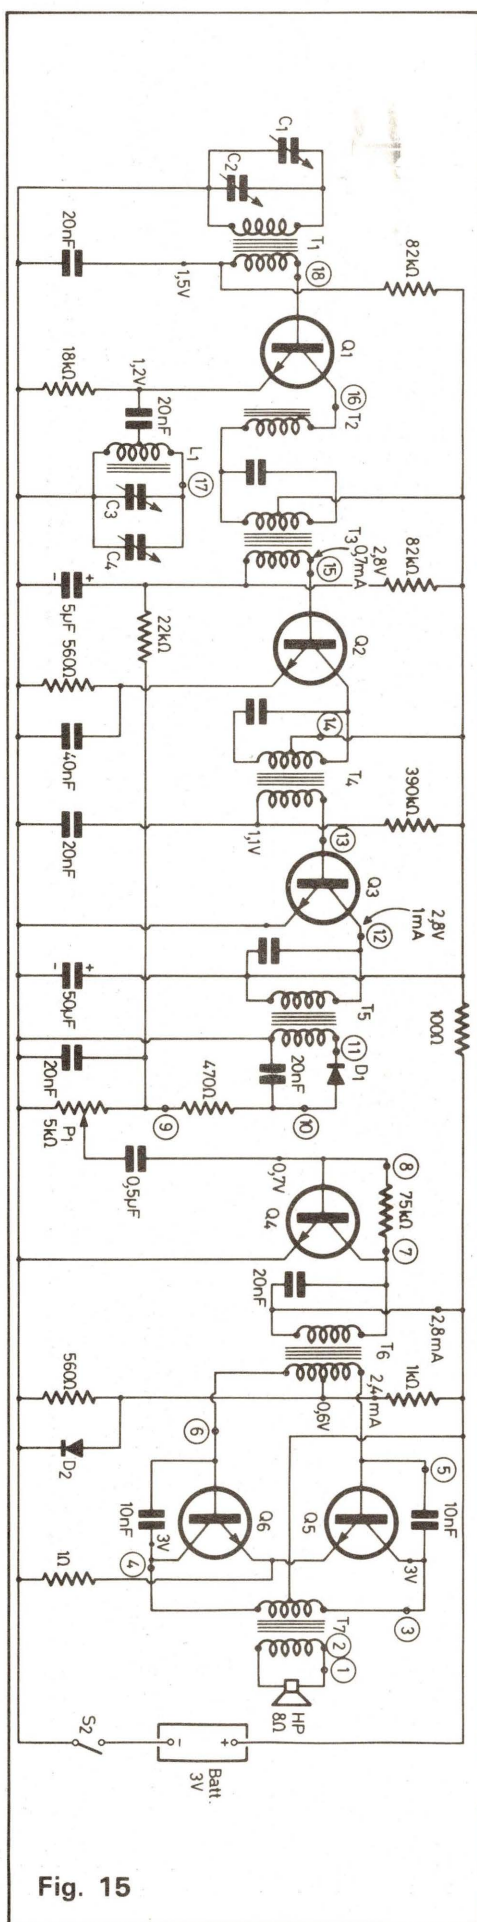 C1
C2
T1
20nF
1,5V
18
82kΩ
Q1
18kΩ
1,2V
20nF
L1
17
C3
C4
16
T2
T3
0,7mA
2,8V
15
82kΩ
5µF
+
-
22kΩ
560Ω
Q2
40nF
14
T4
20nF
1,1V
13
390kΩ
Q3
2,8V
1mA
12
50µF
+
-
T5
100Ω
20nF
11
D1
20nF
P1
5kΩ
9
470Ω
10
0,5µF
0,7V
8
Q4
75kΩ
7
20nF
2,8mA
T6
560Ω
D2
6
0,6V
2,4mA
1kΩ
5
10nF
Q6
Q5
10nF
3V
3V
4
1Ω
3
T7
2
1
HP
8Ω
S2
-
+
Batt.
3V
Fig. 15